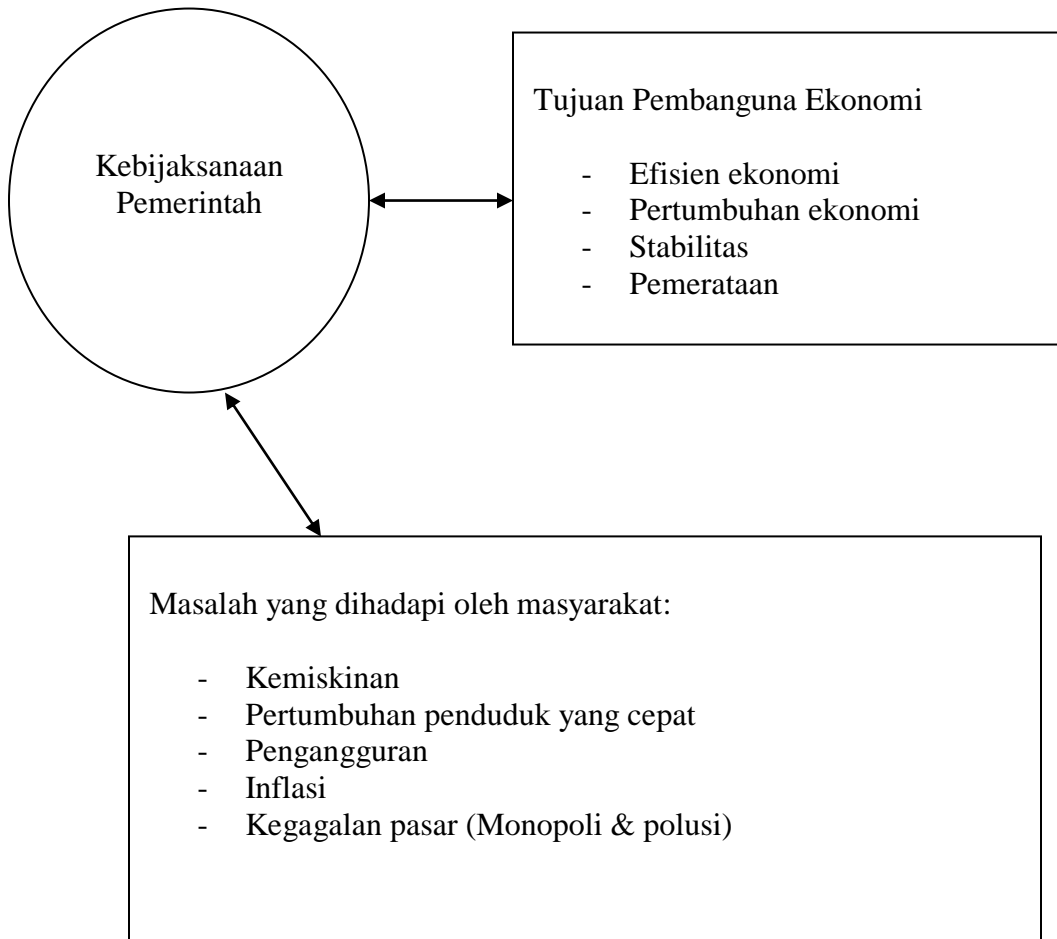 Kebijaksanaan
Pemerintah
Tujuan Pembanguna Ekonomi
- Efisien ekonomi
- Pertumbuhan ekonomi
- Stabilitas
- Pemerataan
Masalah yang dihadapi oleh masyarakat:
- Kemiskinan
- Pertumbuhan penduduk yang cepat
- Pengangguran
- Inflasi
- Kegagalan pasar (Monopoli & polusi)